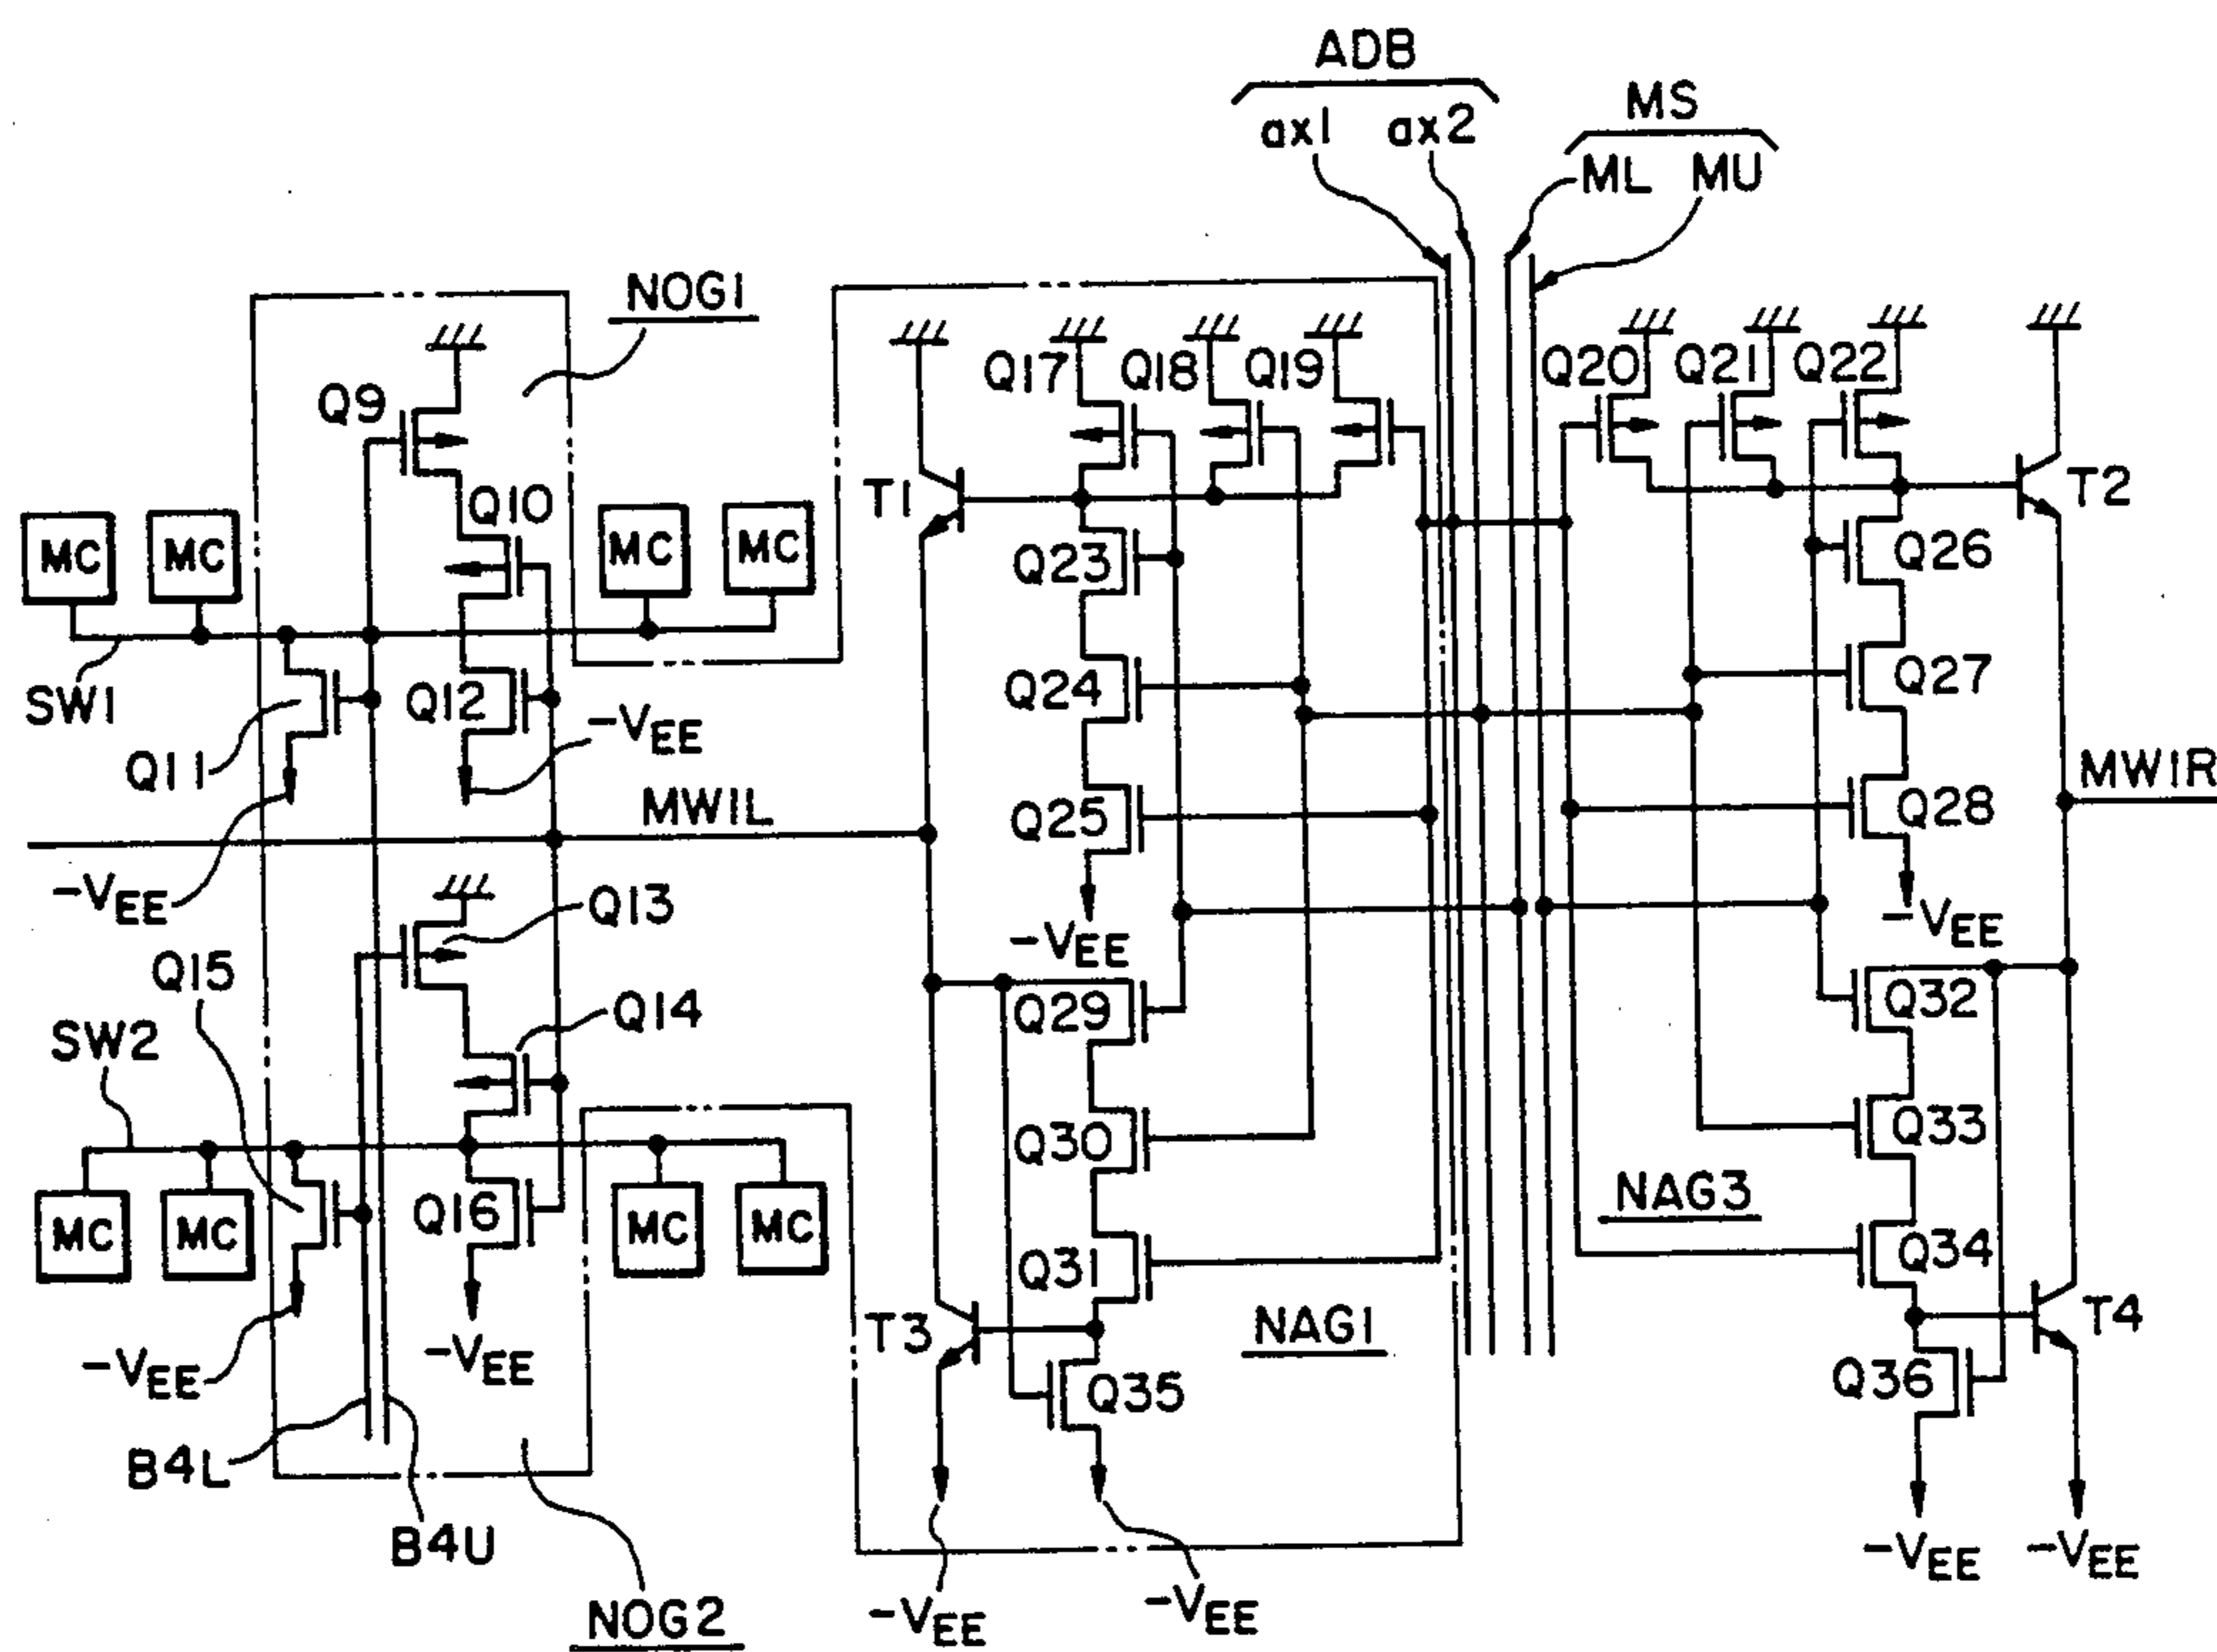 ADB
MS
ax1 ax2
ML MU
NOG1
Q17 Q18 Q19
Q20 Q21 Q22
Q9
Q10
T1
T2
MC MC MC MC
Q23
Q26
SW1
Q12
Q24
Q27
-VEE
Q11
MW1L
Q25
MW1R
Q28
-VEE
Q13
-VEE
-VEE
Q15
Q14
Q29
Q32
SW2
Q30
Q33
NAG3
MC MC Q16 MC MC
Q31
Q34
T3
NAG1
T4
-VEE
-VEE
Q35
Q36
B4L
B4U
-VEE -VEE
NOG2
-VEE
-VEE